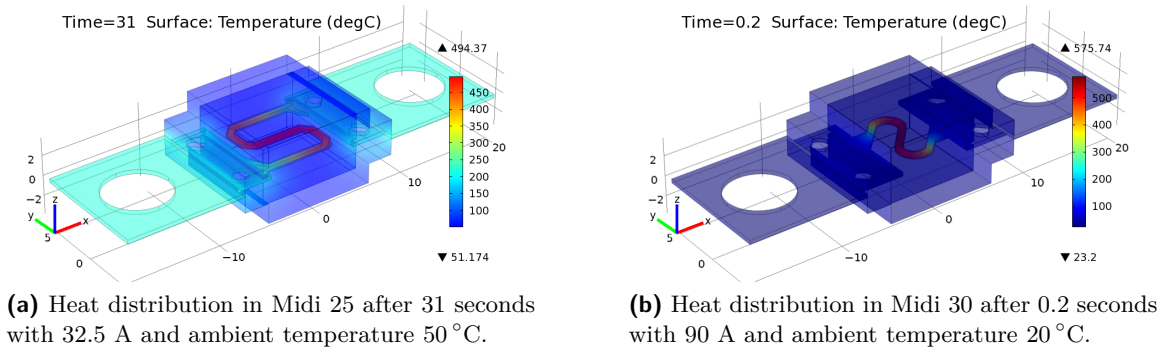 Time=31 Surface: Temperature (degC)
▲ 494.37
450
400
350
300
250
200
150
100
▼ 51.174
2
0
−2
y
z
x
5
0
−10
0
10
20
(a) Heat distribution in Midi 25 after 31 seconds
with 32.5 A and ambient temperature 50 °C.
Time=0.2 Surface: Temperature (degC)
▲ 575.74
500
400
300
200
100
▼ 23.2
2
0
−2
y
z
x
5
0
−10
0
10
20
(b) Heat distribution in Midi 30 after 0.2 seconds
with 90 A and ambient temperature 20 °C.